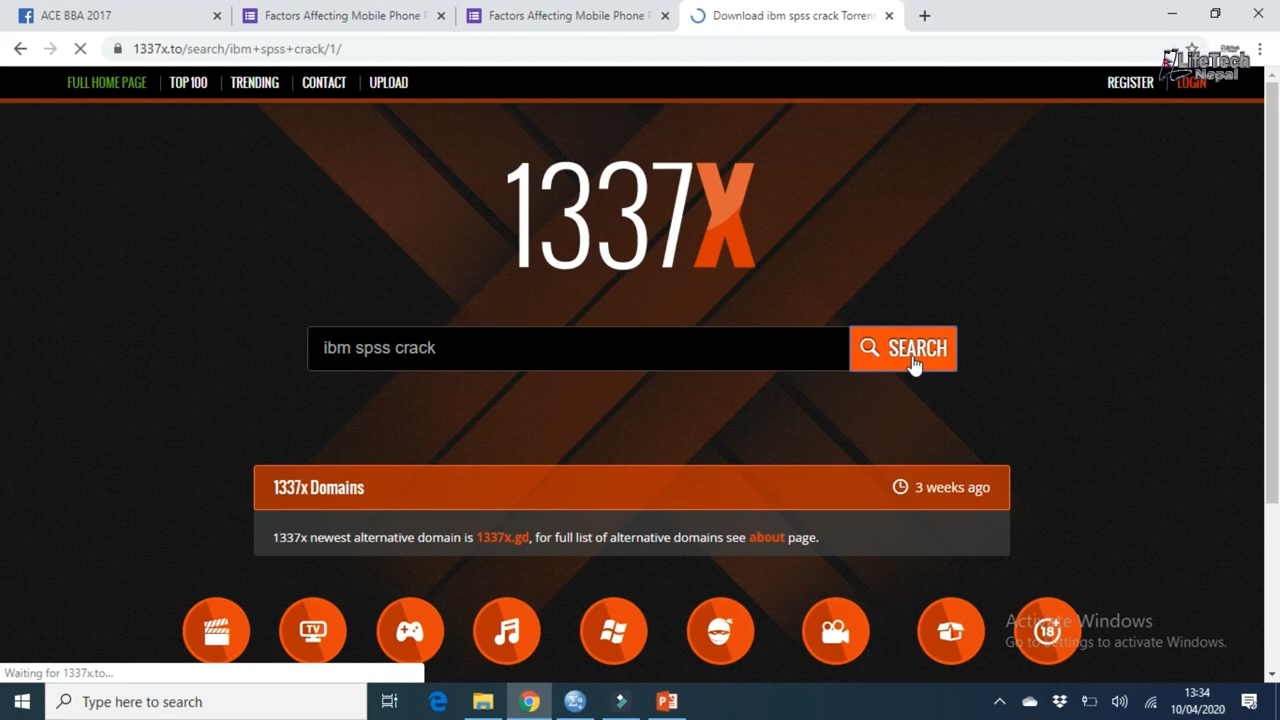 ACE BBA 2017
Factors Affecting Mobile Phone P
Factors Affecting Mobile Phone P
Download ibm spss crack Torrent
1337x.to/search/ibm+spss+crack/1/
LifeTech
Nepal
FULL HOME PAGE
TOP 100
TRENDING
CONTACT
UPLOAD
REGISTER
LOGIN
1337X
ibm spss crack
SEARCH
1337x Domains
3 weeks ago
1337x newest alternative domain is 1337x.gd, for full list of alternative domains see about page.
TV
18
Activate Windows
Go to Settings to activate Windows.
Waiting for 1337x.to...
Type here to search
13:34
10/04/2020